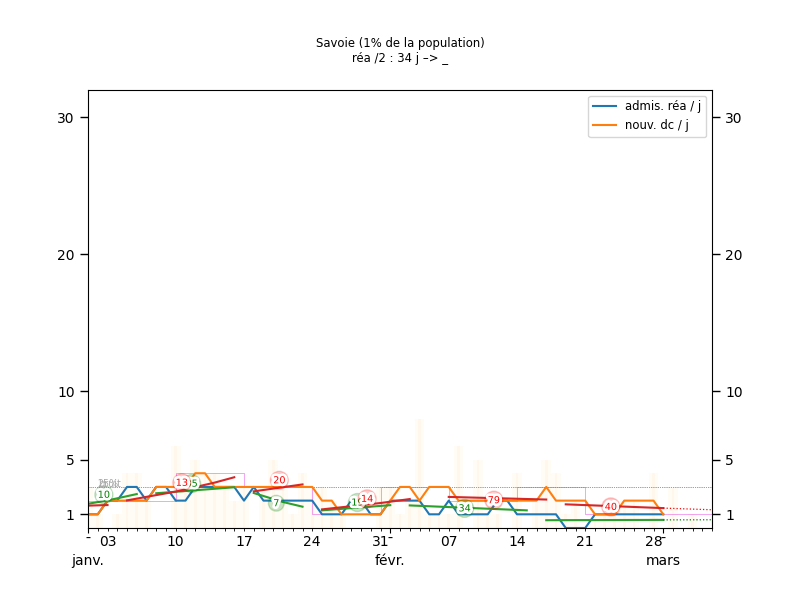 Savoie (1% de la population)
réa /2 : 34 j –> _
admis. réa / j
nouv. dc / j
30 30
20 20
10 10
5 5
1 1
10 13 5 20 7 14 34 79 40
- 03 10 17 24 31- 07 14 21 28-
janv. févr. mars